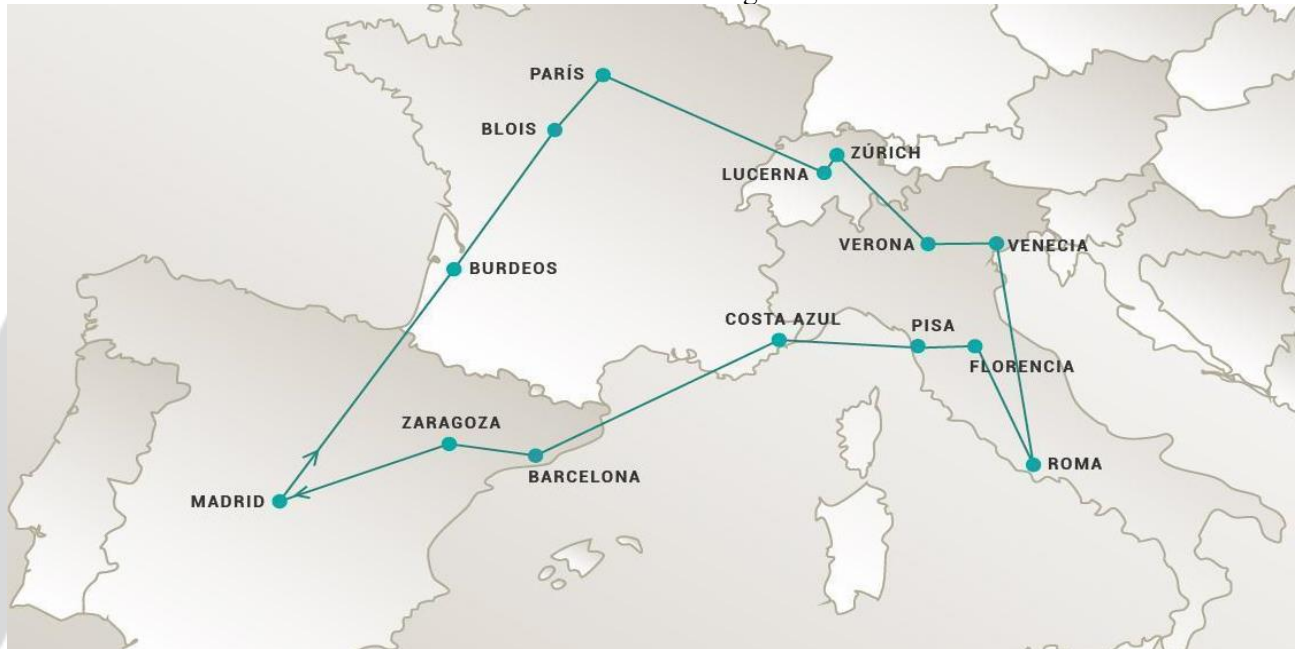 PARÍS
BLOIS
ZÚRICH
LUCERNA
VERONA
VENECIA
BURDEOS
COSTA AZUL
PISA
FLORENCIA
ZARAGOZA
BARCELONA
ROMA
MADRID